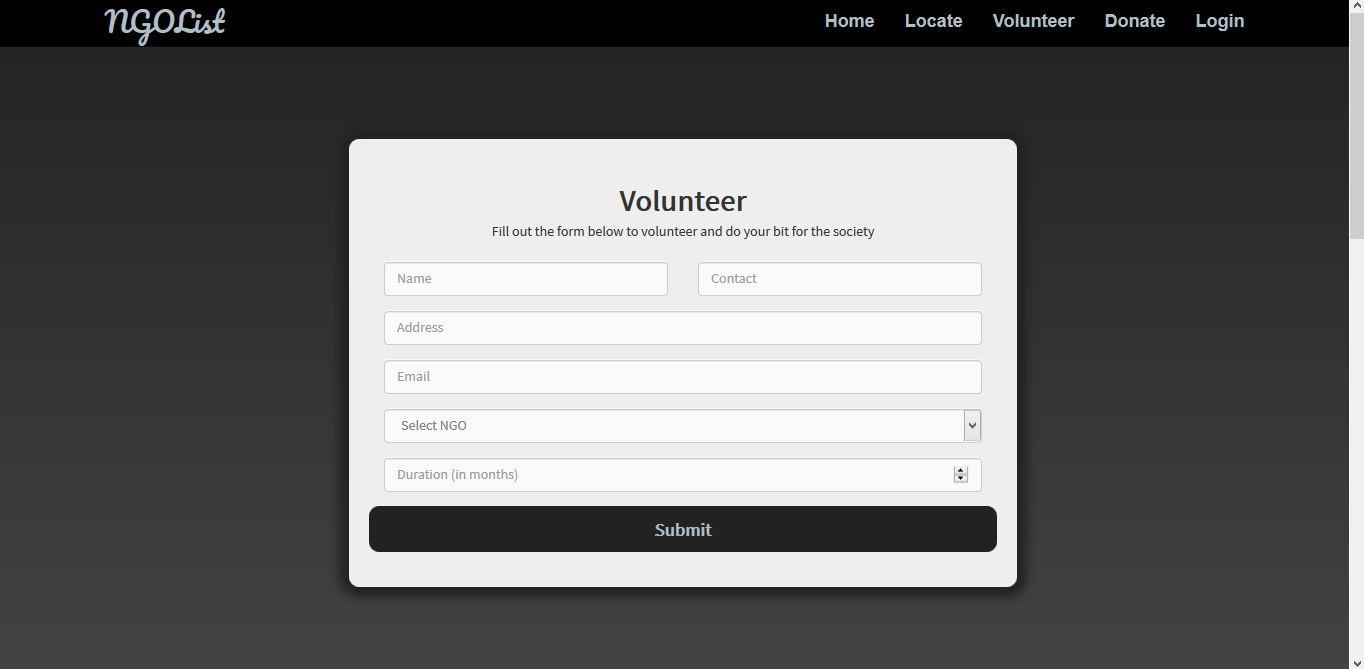 NGOList
Home Locate Volunteer Donate Login
Volunteer
Fill out the form below to volunteer and do your bit for the society
Name
Contact
Address
Email
Select NGO
Duration (in months)
Submit